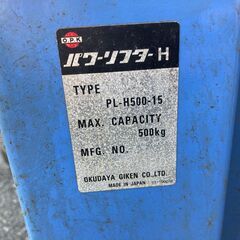 OPK
パワーリフターH
TYPE
PL-H500-15
MAX. CAPACITY
500kg
MFG. NO.
OKUDAYA GIKEN CO.,LTD.
MADE IN JAPAN